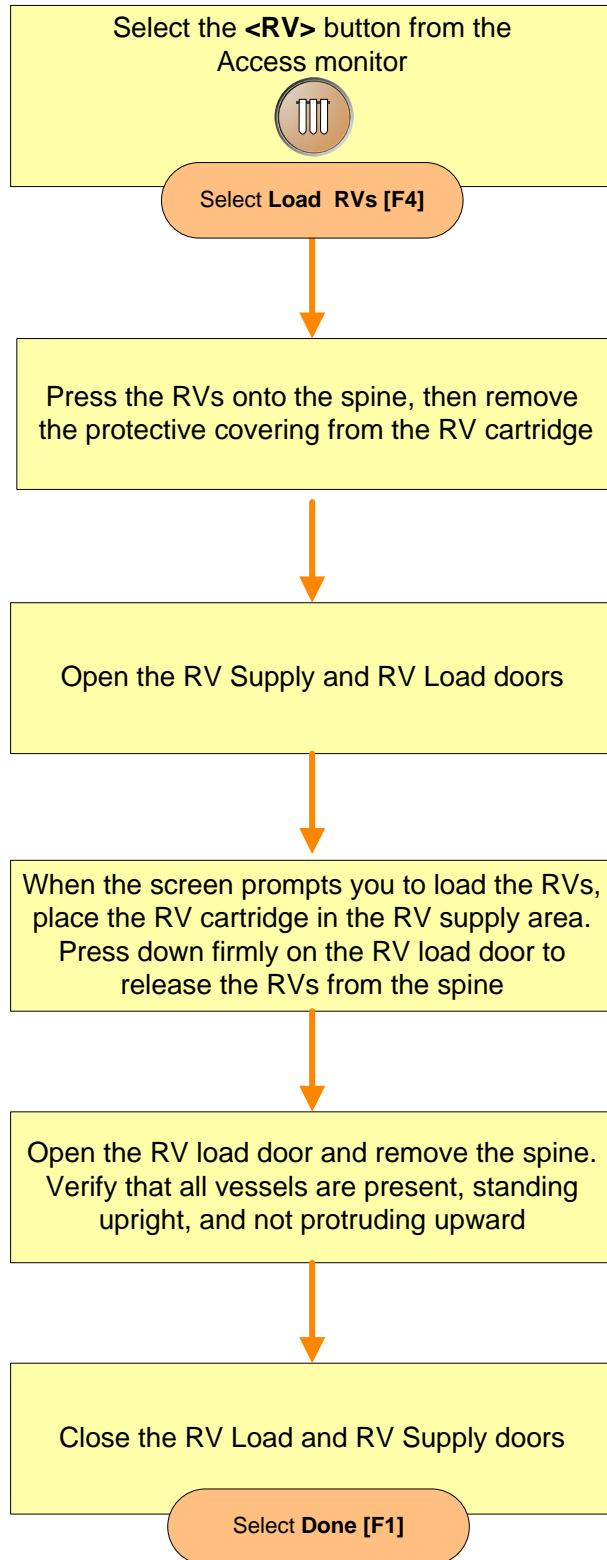 Select the <RV> button from the
Access monitor
Select Load RVs [F4]
Press the RVs onto the spine, then remove
the protective covering from the RV cartridge
Open the RV Supply and RV Load doors
When the screen prompts you to load the RVs,
place the RV cartridge in the RV supply area.
Press down firmly on the RV load door to
release the RVs from the spine
Open the RV load door and remove the spine.
Verify that all vessels are present, standing
upright, and not protruding upward
Close the RV Load and RV Supply doors
Select Done [F1]